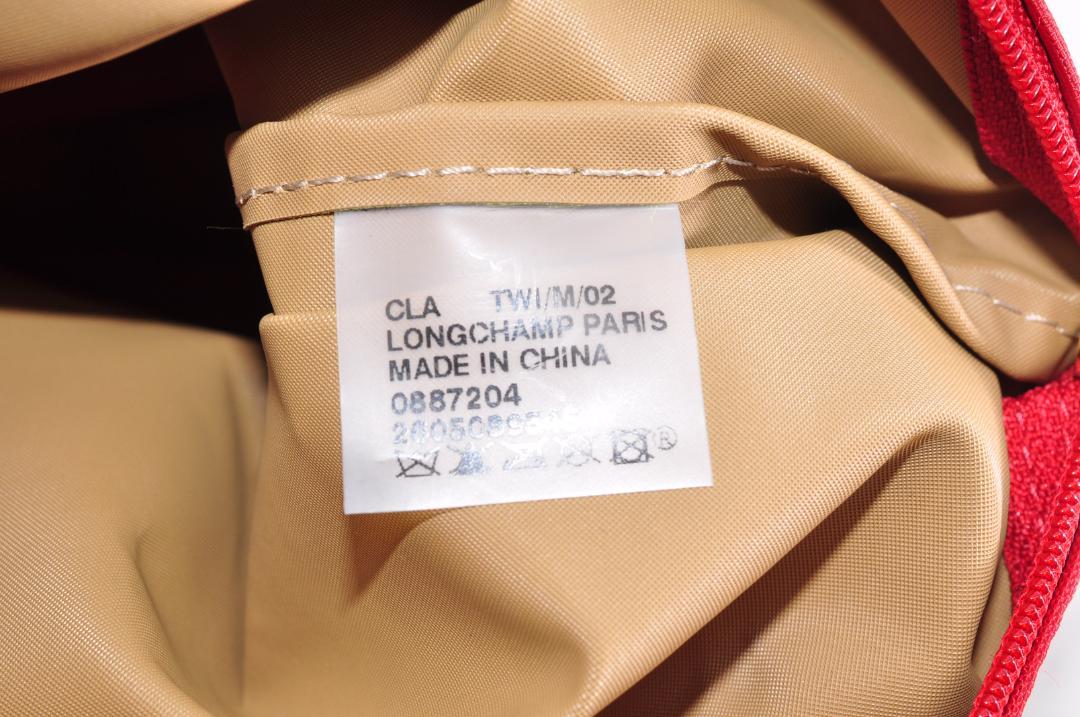 CLA TWI/M/02
LONGCHAMP PARIS
MADE IN CHINA
0887204
®